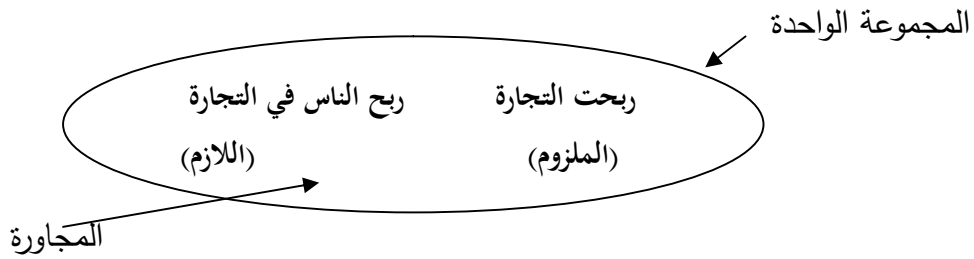 المجموعة الواحدة
ربحت التجارة ربح الناس في التجارة
(الملزوم) (اللازم)
المجاورة